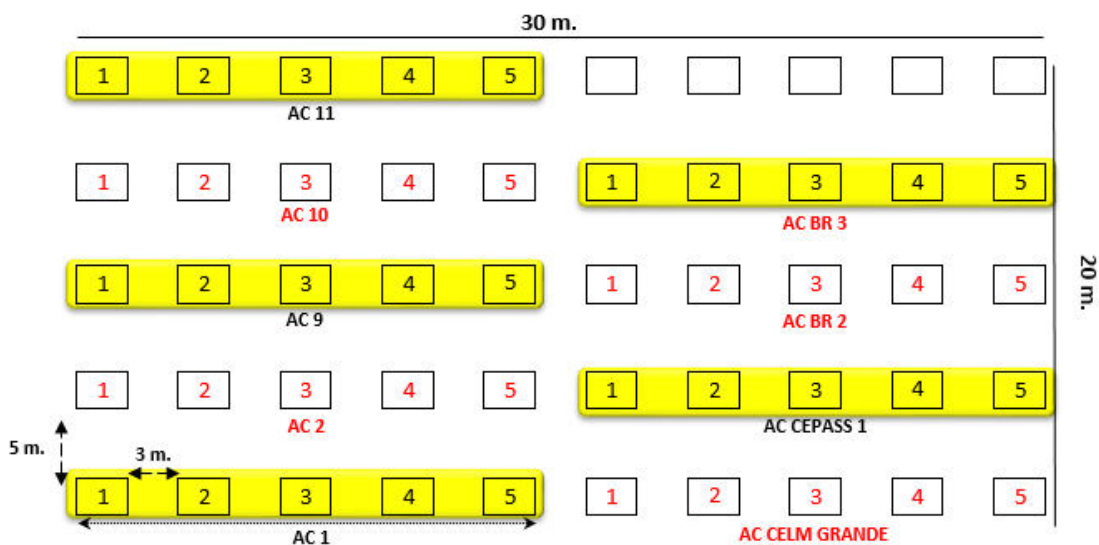 30 m.
1 2 3 4 5
AC 11
1 2 3 4 5 1 2 3 4 5
AC 10 AC BR 3
1 2 3 4 5 1 2 3 4 5
AC 9 AC BR 2
20 m.
1 2 3 4 5 1 2 3 4 5
AC 2 AC CEPASS 1
5 m.
3 m.
1 2 3 4 5 1 2 3 4 5
AC 1 AC CELM GRANDE